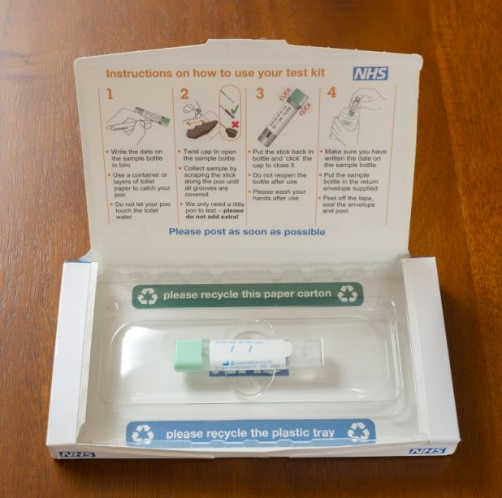 Instructions on how to use your test kit
NHS
1
• Write the date on
the sample bottle
in biro
• Use a container or
layers of toilet
paper to catch your
poo
• Do not let your poo
touch the toilet
water
2
• Twist cap to open
the sample bottle
• Collect sample by
scraping the stick
along the poo until
all grooves are
covered
• We only need a little
poo to test – please
do not add extra!
3
CLICK
CLICK
• Put the stick back in
bottle and 'click' the
cap to close it
• Do not reopen the
bottle after use
• Please wash your
hands after use
4
• Make sure you have
written the date on
the sample bottle
• Put the sample
bottle in the return
envelope supplied
• Peel off the tape,
seal the envelope
and post.
Please post as soon as possible
please recycle this paper carton
/ /
please recycle the plastic tray
NHS
NHS